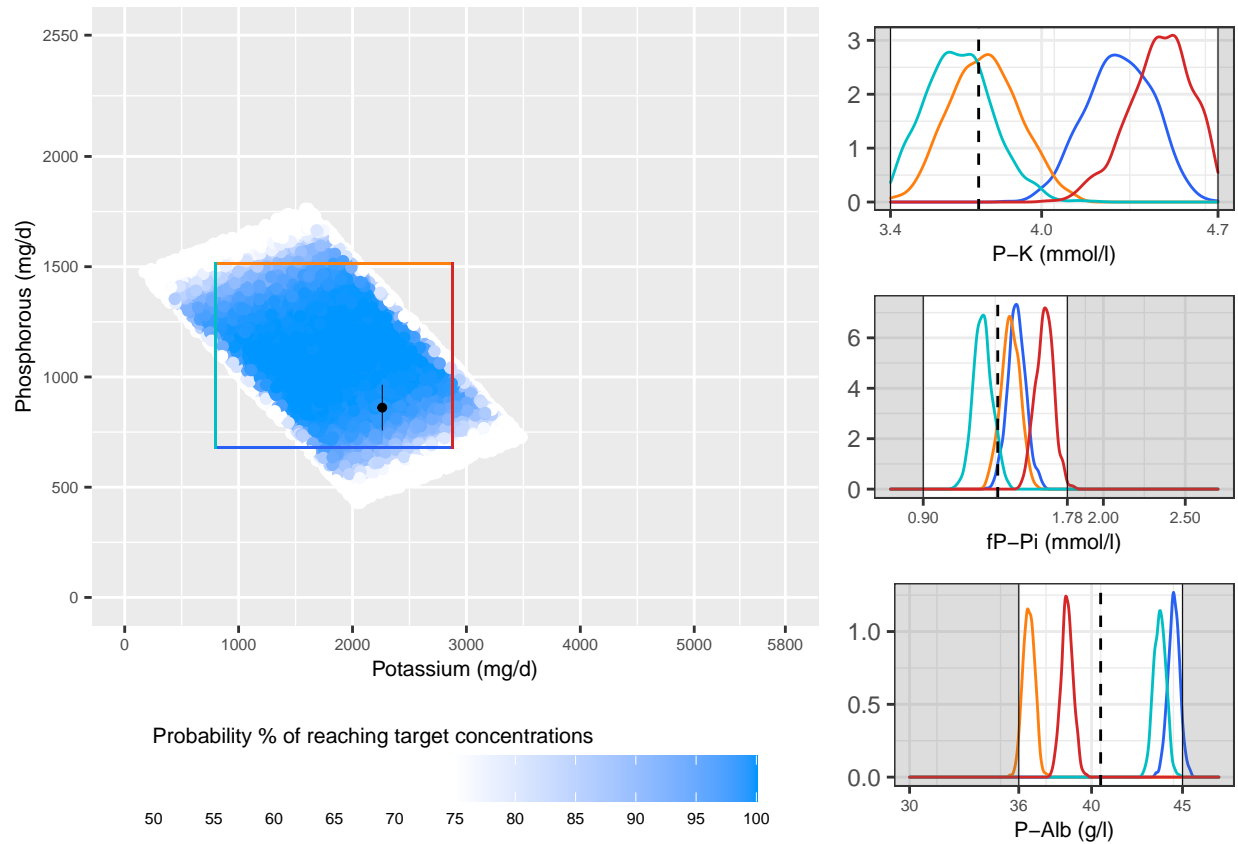 2550
2000
1500
1000
500
0
Phosphorous (mg/d)
0 1000 2000 3000 4000 5000 5800
Potassium (mg/d)
Probability % of reaching target concentrations
50 55 60 65 70 75 80 85 90 95 100
3
2
1
0
3.4 4.0 4.7
P−K (mmol/l)
6
4
2
0
0.90 1.78 2.00 2.50
fP−Pi (mmol/l)
1.0
0.5
0.0
30 36 40 45
P−Alb (g/l)